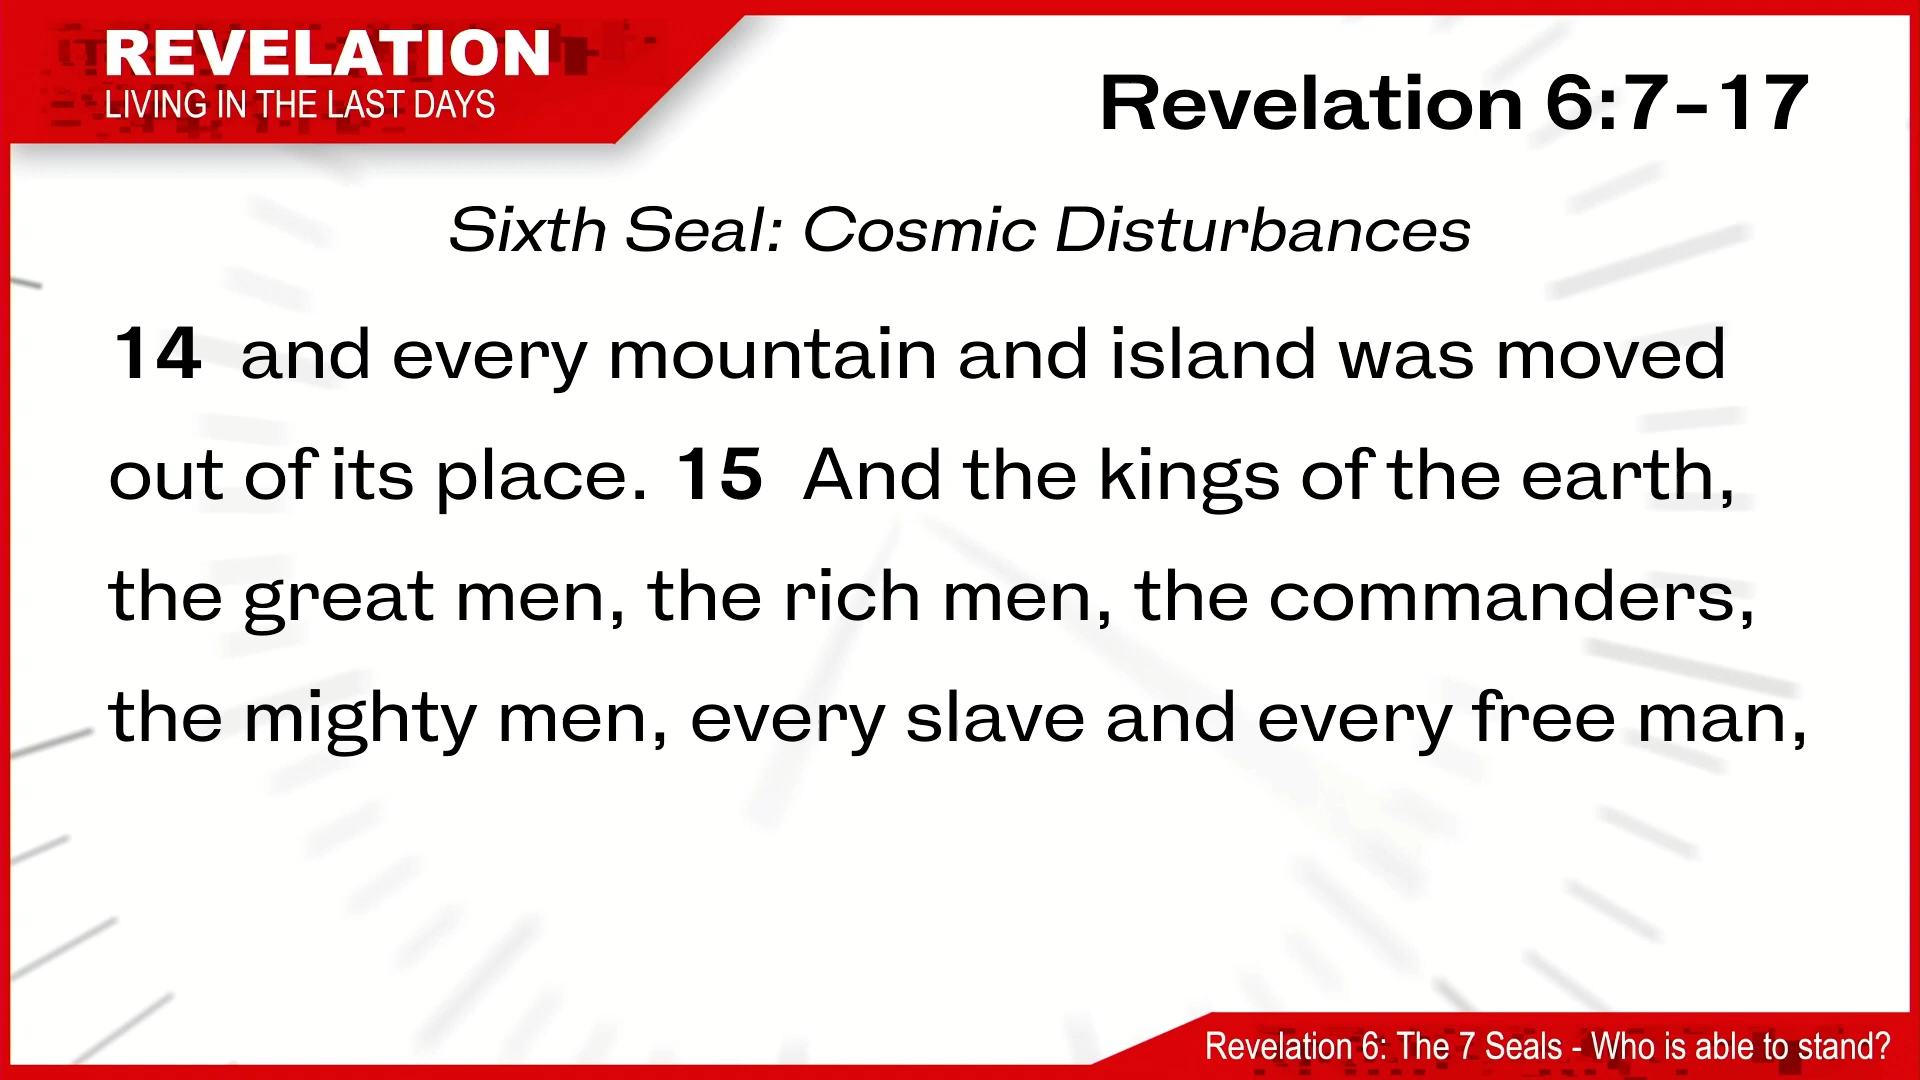 REVELATION
LIVING IN THE LAST DAYS
Revelation 6:7-17
Sixth Seal: Cosmic Disturbances
14 and every mountain and island was moved
out of its place. 15 And the kings of the earth,
the great men, the rich men, the commanders,
the mighty men, every slave and every free man,
Revelation 6: The 7 Seals - Who is able to stand?